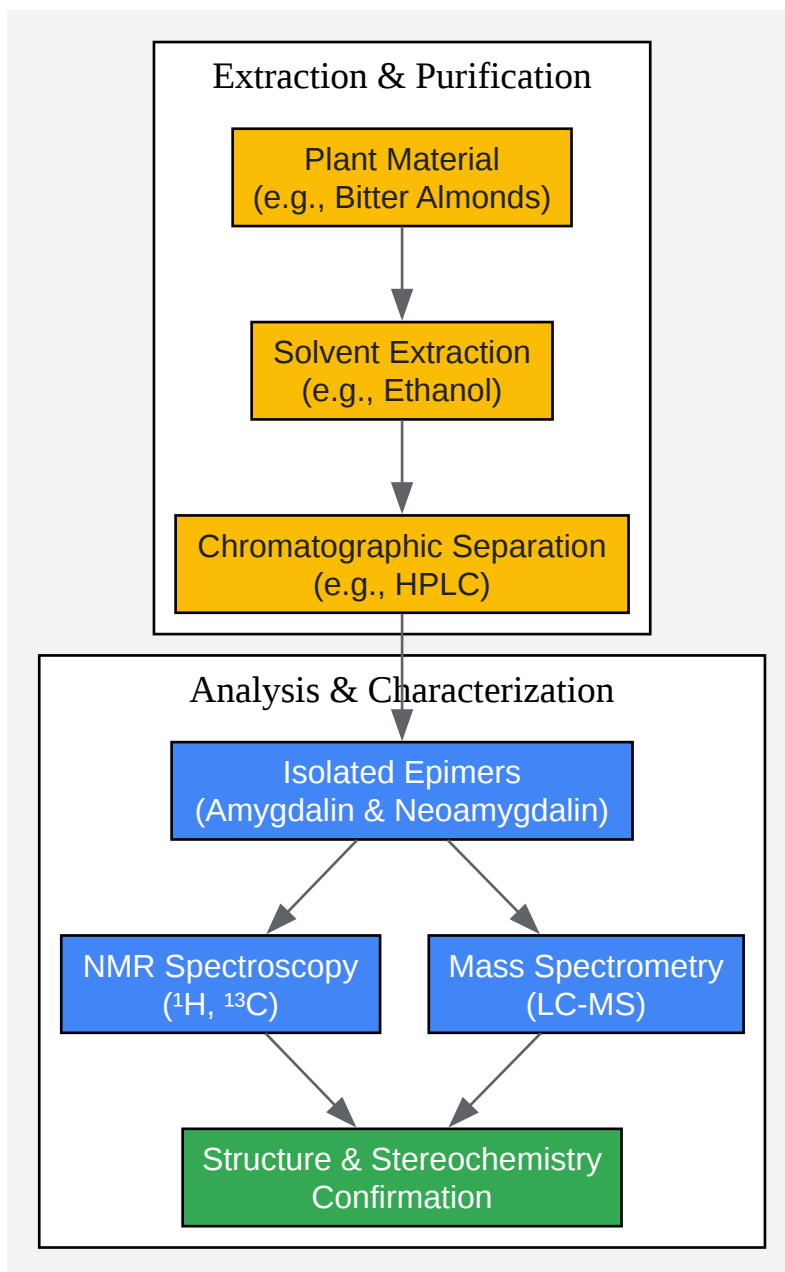 Extraction & Purification
Plant Material
(e.g., Bitter Almonds)
Solvent Extraction
(e.g., Ethanol)
Chromatographic Separation
(e.g., HPLC)
Analysis & Characterization
Isolated Epimers
(Amygdalin & Neoamygdalin)
NMR Spectroscopy
(¹H, ¹³C)
Mass Spectrometry
(LC-MS)
Structure & Stereochemistry
Confirmation